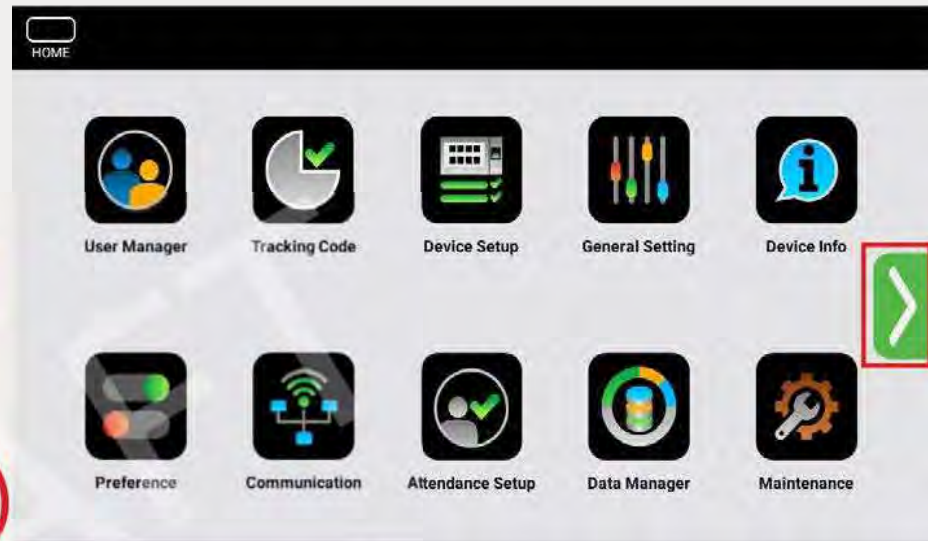 HOME
User Manager Tracking Code Device Setup General Setting Device Info
Preference Communication Attendance Setup Data Manager Maintenance